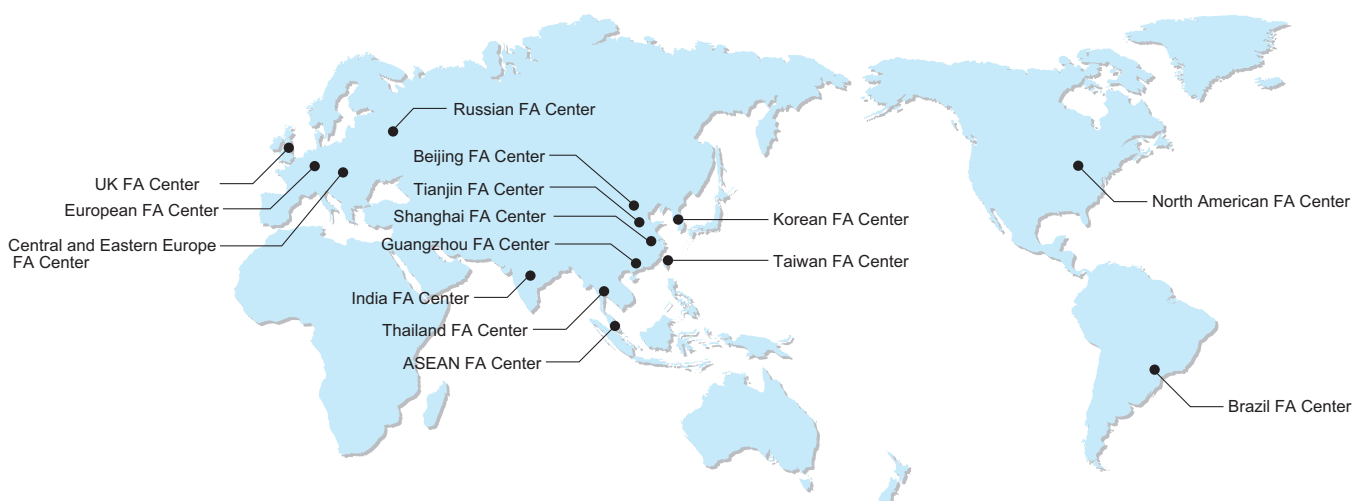 Russian FA Center
Beijing FA Center
UK FA Center
Tianjin FA Center
North American FA Center
European FA Center
Shanghai FA Center
Korean FA Center
Central and Eastern Europe
FA Center
Guangzhou FA Center
Taiwan FA Center
India FA Center
Thailand FA Center
ASEAN FA Center
Brazil FA Center